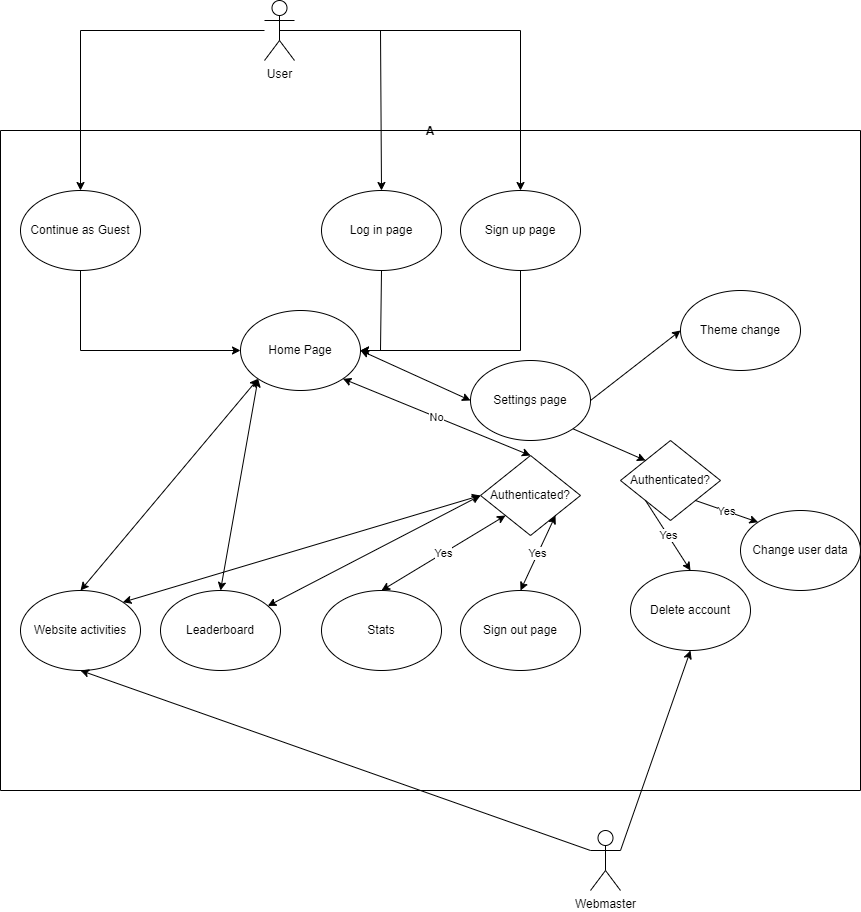 User
A
Continue as Guest
Log in page
Sign up page
Theme change
Home Page
Settings page
No
Authenticated?
Authenticated?
Yes
Yes
Yes
Yes
Change user data
Website activities
Leaderboard
Stats
Sign out page
Delete account
Webmaster